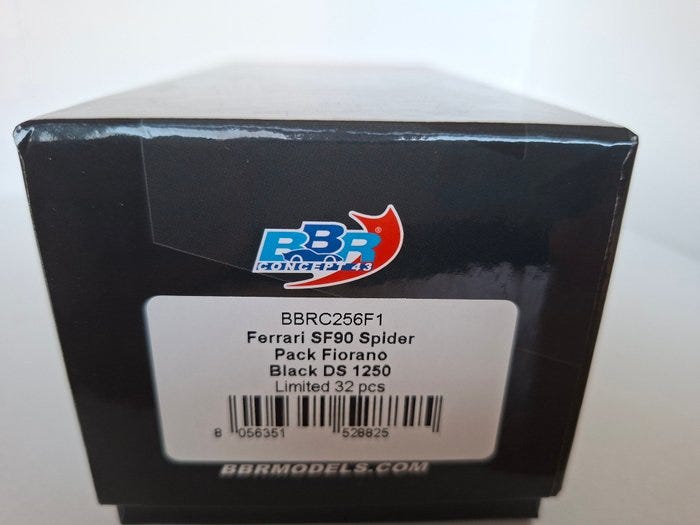 BBR®
CONCEPT 43
BBRC256F1
Ferrari SF90 Spider
Pack Fiorano
Black DS 1250
Limited 32 pcs
8 056351 528825
BBRMODELS.COM